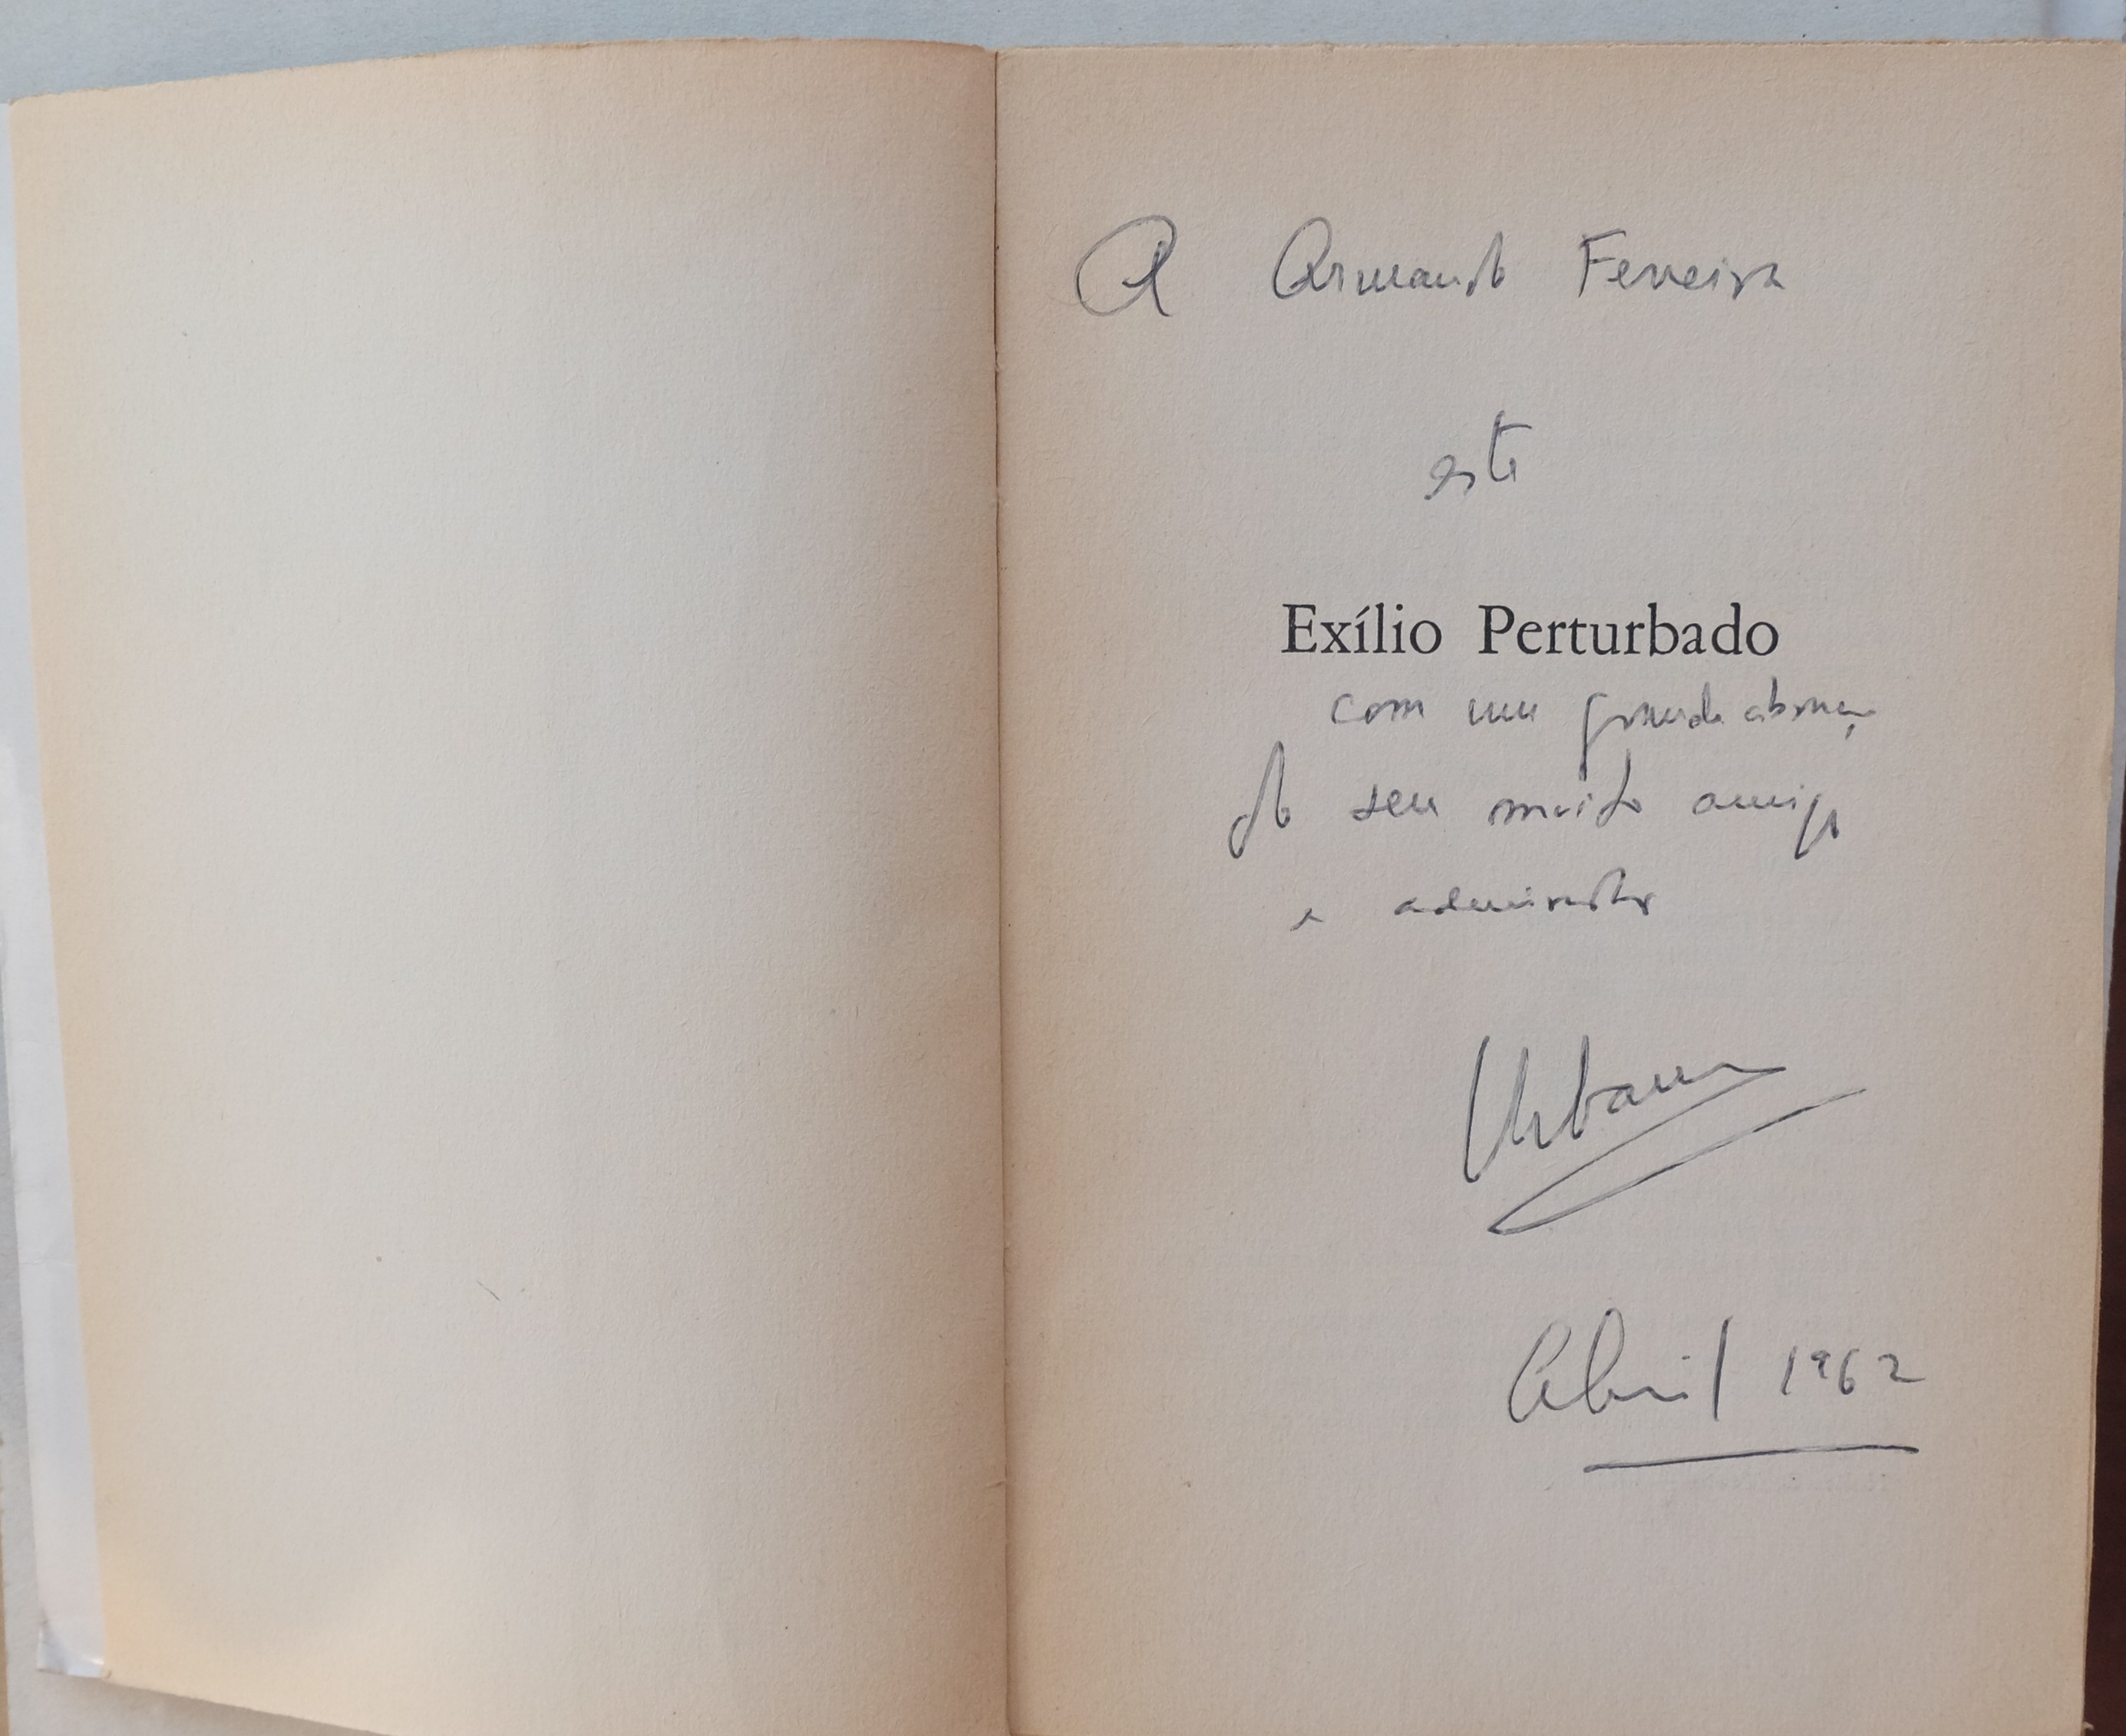 A Armando Ferreira
este
Exílio Perturbado
com um grande abraço
do seu muito amigo
e admirador
Urbano
Abril 1962